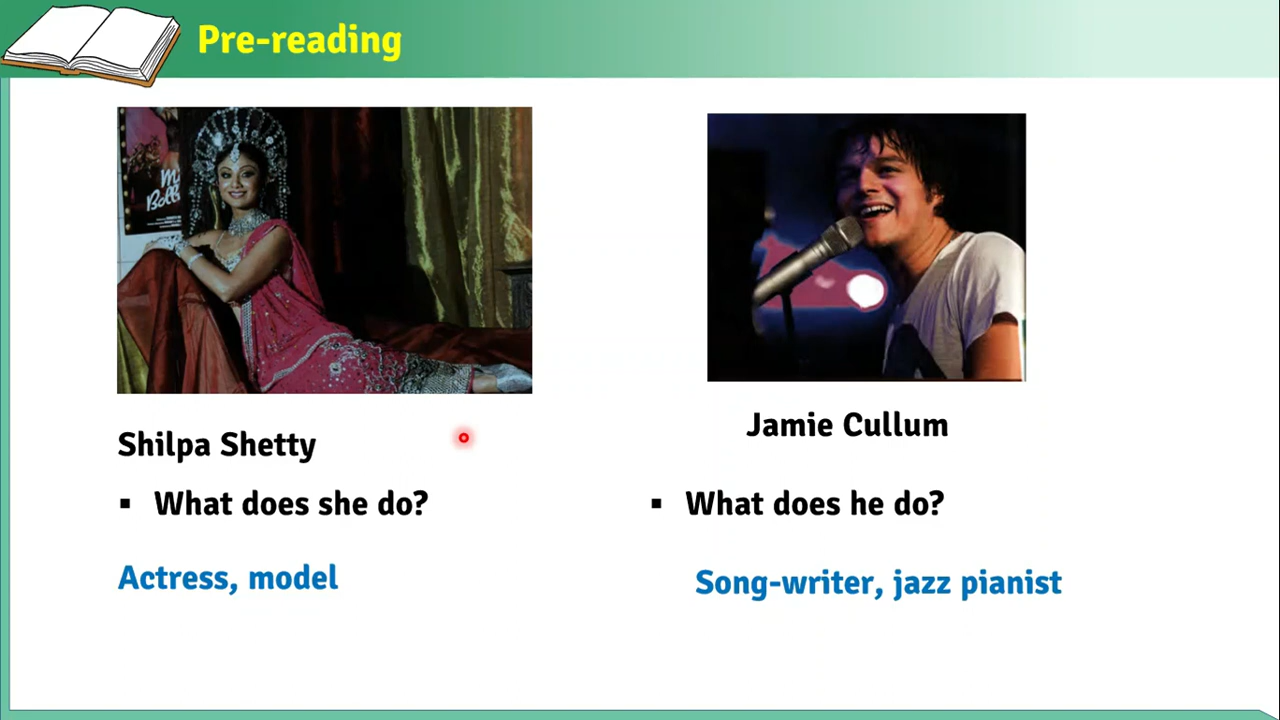 Pre-reading
Shilpa Shetty
▪ What does she do?
Actress, model
Jamie Cullum
▪ What does he do?
Song-writer, jazz pianist